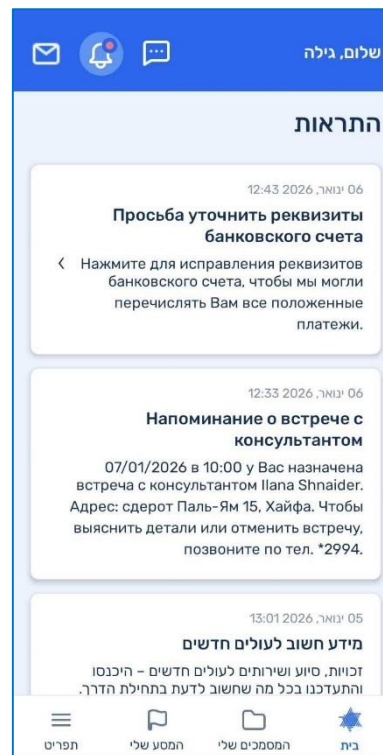 שלום, גילה
התראות
06 ינואר, 2026 12:43
Просьба уточнить реквизиты
банковского счета
Нажмите для исправления реквизитов
банковского счета, чтобы мы могли
перечислять Вам все положенные
платежи.
06 ינואר, 2026 12:33
Напоминание о встрече с
консультантом
07/01/2026 в 10:00 у Вас назначена
встреча с консультантом Ilana Shnaider.
Адрес: сдерот Паль-Ям 15, Хайфа. Чтобы
выяснить детали или отменить встречу,
позвоните по тел. *2994.
05 ינואר, 2026 13:01
מידע חשוב לעולים חדשים
זכויות, סיוע ושירותים לעולים חדשים – היכנסו
והתעדכנו בכל מה שחשוב לדעת בתחילת הדרך.
בית
המסמכים שלי
המסע שלי
תפריט